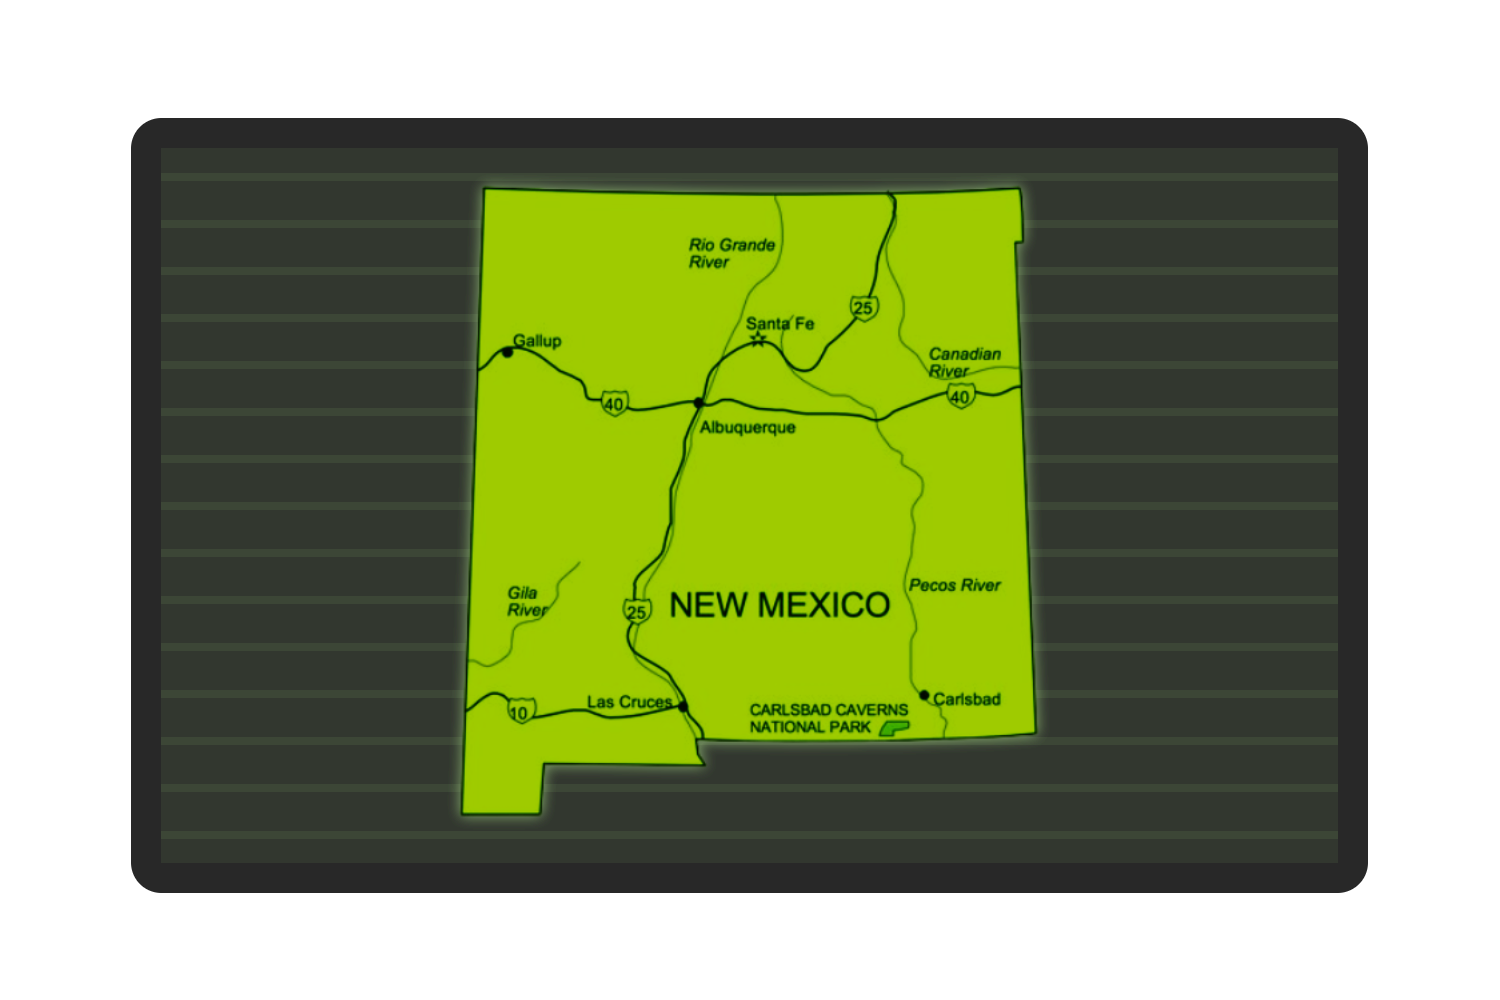 Rio Grande
River
25
Santa Fe
Gallup
Canadian
River
40
40
Albuquerque
Gila
River
Pecos River
25
NEW MEXICO
10
Las Cruces
Carlsbad
CARLSBAD CAVERNS
NATIONAL PARK